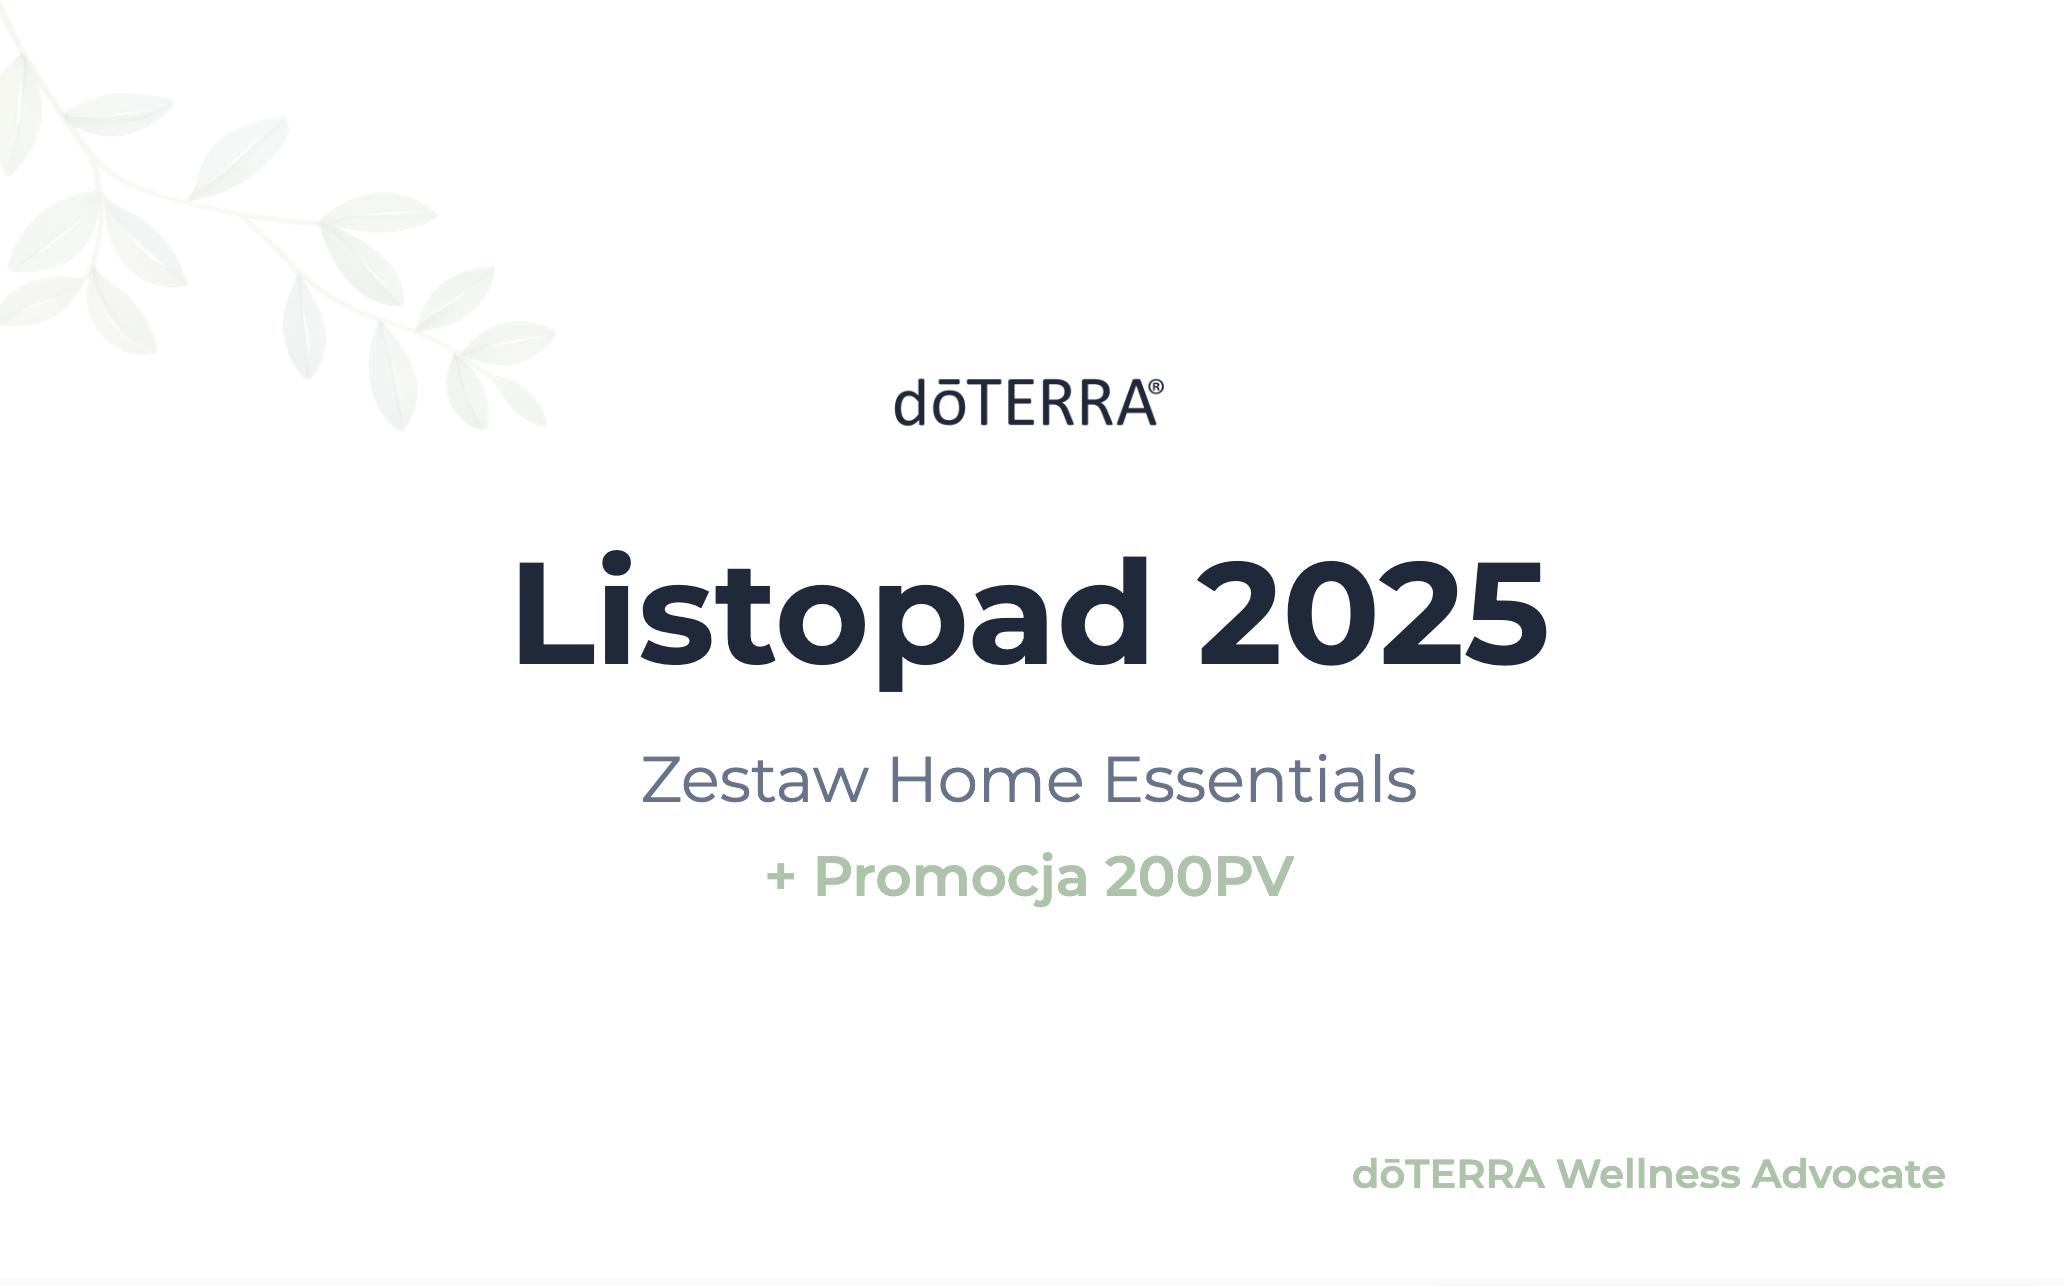 dōTERRA®
Listopad 2025
Zestaw Home Essentials
+ Promocja 200PV
dōTERRA Wellness Advocate